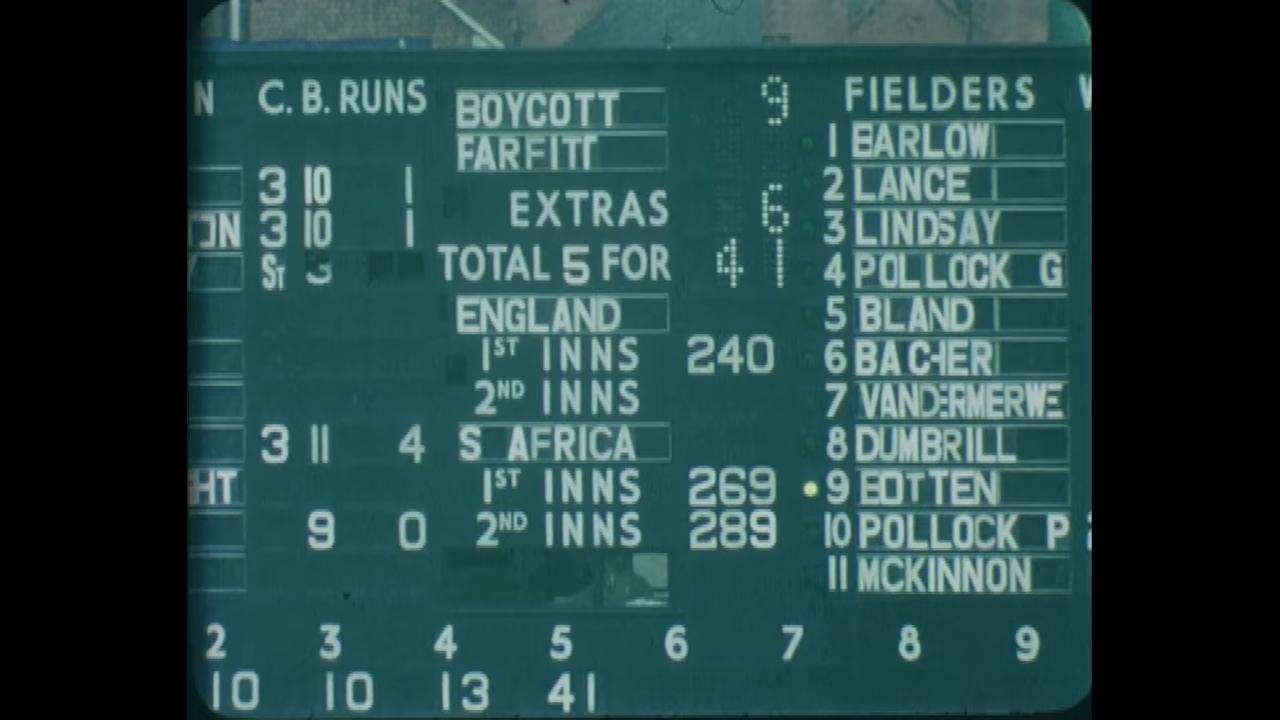 N C. B. RUNS BOYCOTT 9 FIELDERS
FARFITT 1 BARLOW
3 10 1 EXTRAS 6 2 LANCE
ON 3 10 1 3 LINDSAY
ST 3 TOTAL 5 FOR 41 4 POLLOCK G
ENGLAND 5 BLAND
1ST INNS 240 6 BACHER
2ND INNS 7 VANDERMERWE
3 11 4 S AFRICA 8 DUMBRILL
HT 1ST INNS 269 9 BOTTEN
9 0 2ND INNS 289 10 POLLOCK P
11 MCKINNON
2 3 4 5 6 7 8 9
10 10 13 41